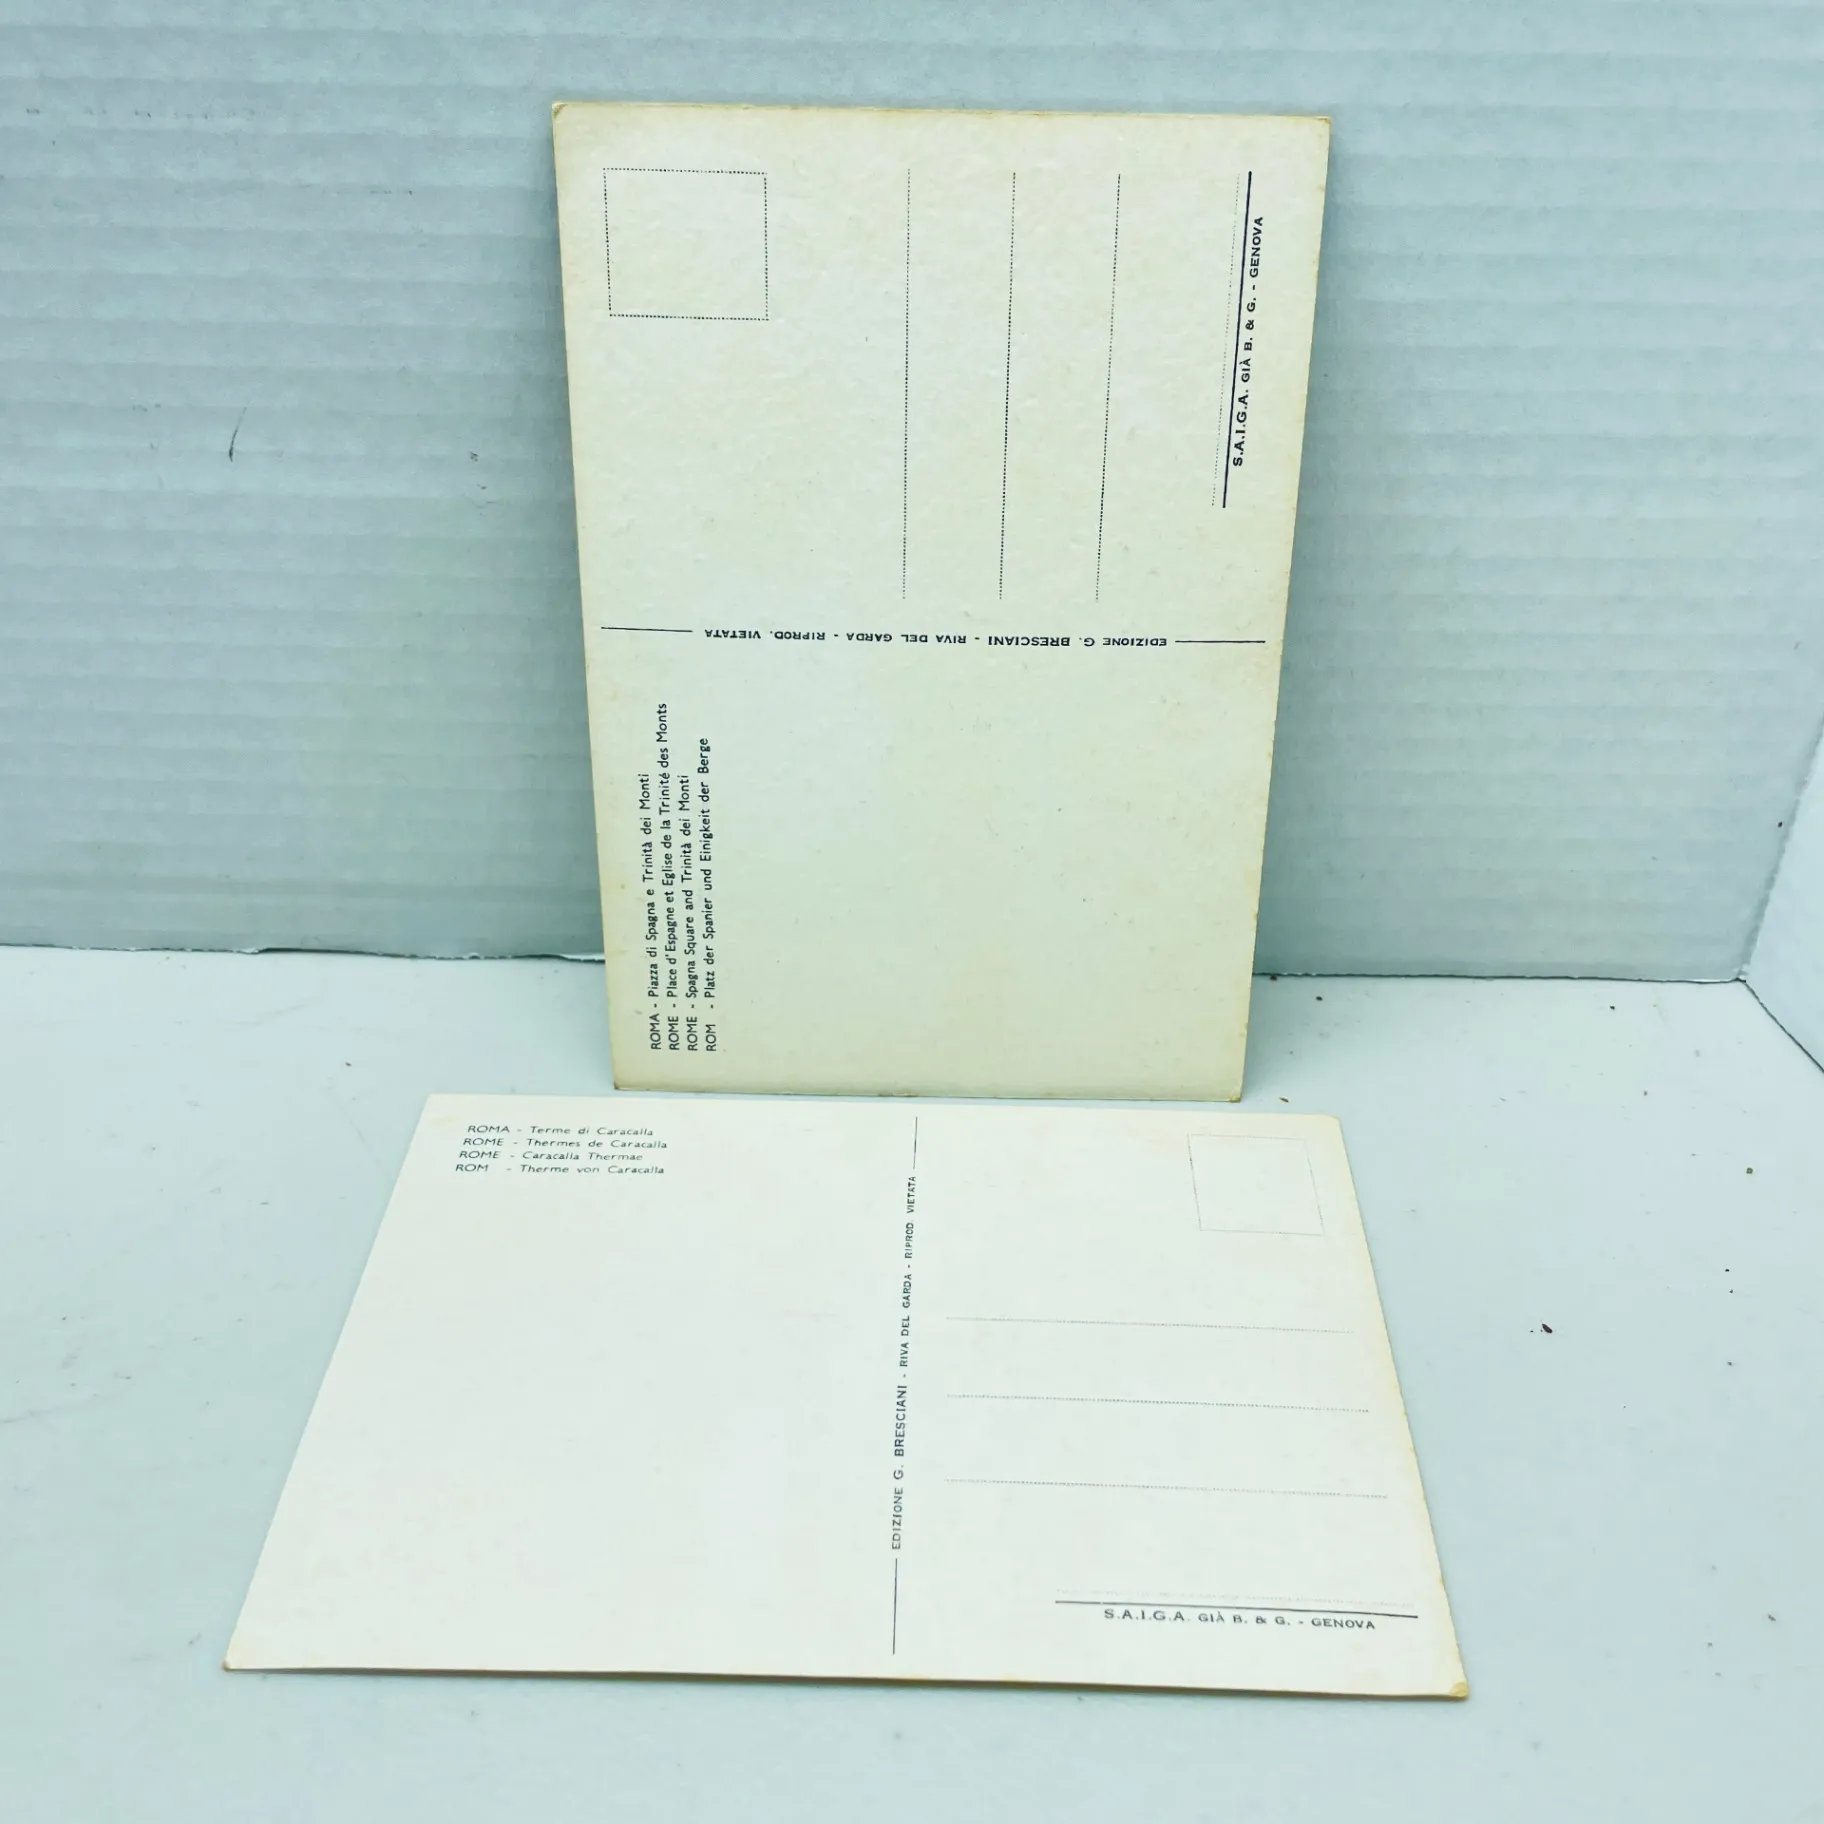 ROMA - Piazza di Spagna e Trinità dei Monti
ROME - Place d'Espagne et Eglise de la Trinité des Monts
ROME - Spagna Square and Trinità dei Monti
ROM - Platz der Spanier und Einigkeit der Berge
EDIZIONE G. BRESCIANI - RIVA DEL GARDA - RIPROD. VIETATA
S.A.I.G.A. GIÀ B. & G. - GENOVA
ROMA - Terme di Caracalla
ROME - Thermes de Caracalla
ROME - Caracalla Thermae
ROM - Therme von Caracalla
EDIZIONE G. BRESCIANI - RIVA DEL GARDA - RIPROD. VIETATA
S.A.I.G.A. GIÀ B. & G. - GENOVA